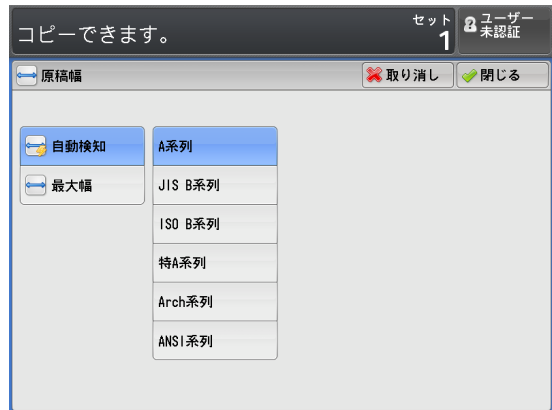 コピーできます。
セット
1
ユーザー
未認証
原稿幅
取り消し
閉じる
自動検知
最大幅
A系列
JIS B系列
ISO B系列
特A系列
Arch系列
ANSI系列